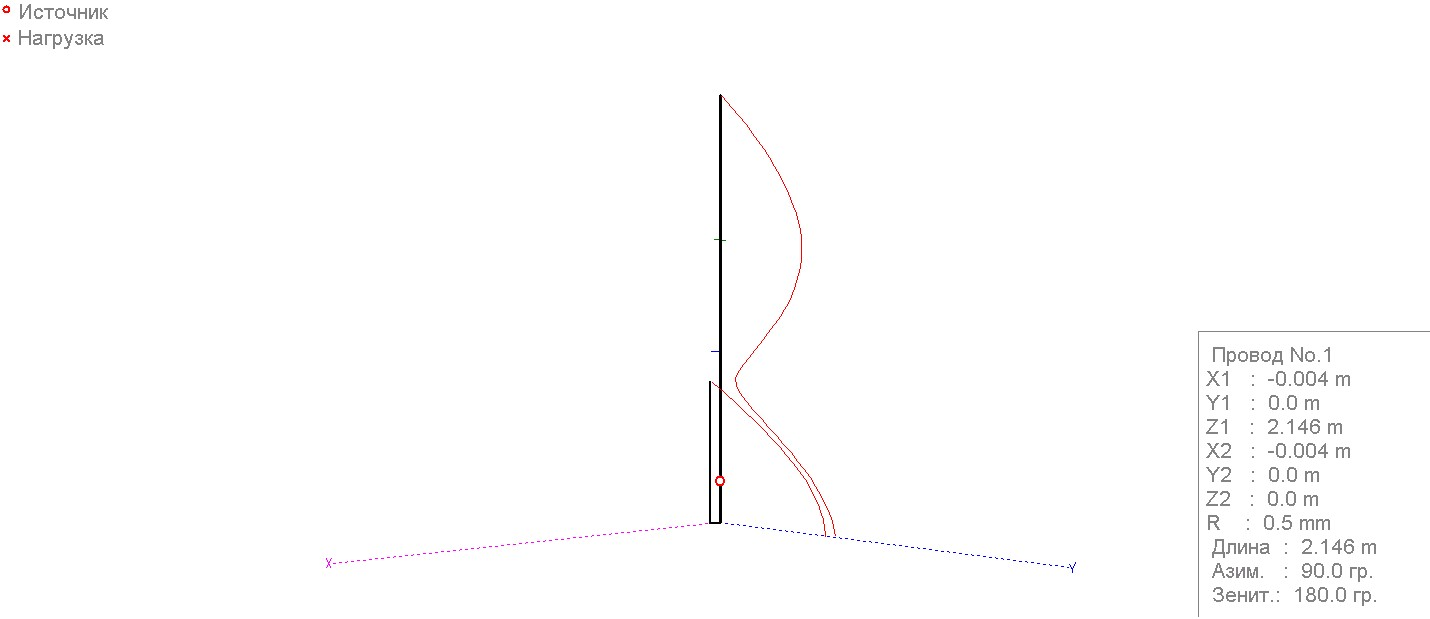 Источник
Нагрузка
X
Y
Провод No.1
X1 : -0.004 m
Y1 : 0.0 m
Z1 : 2.146 m
X2 : -0.004 m
Y2 : 0.0 m
Z2 : 0.0 m
R : 0.5 mm
Длина : 2.146 m
Азим. : 90.0 гр.
Зенит.: 180.0 гр.